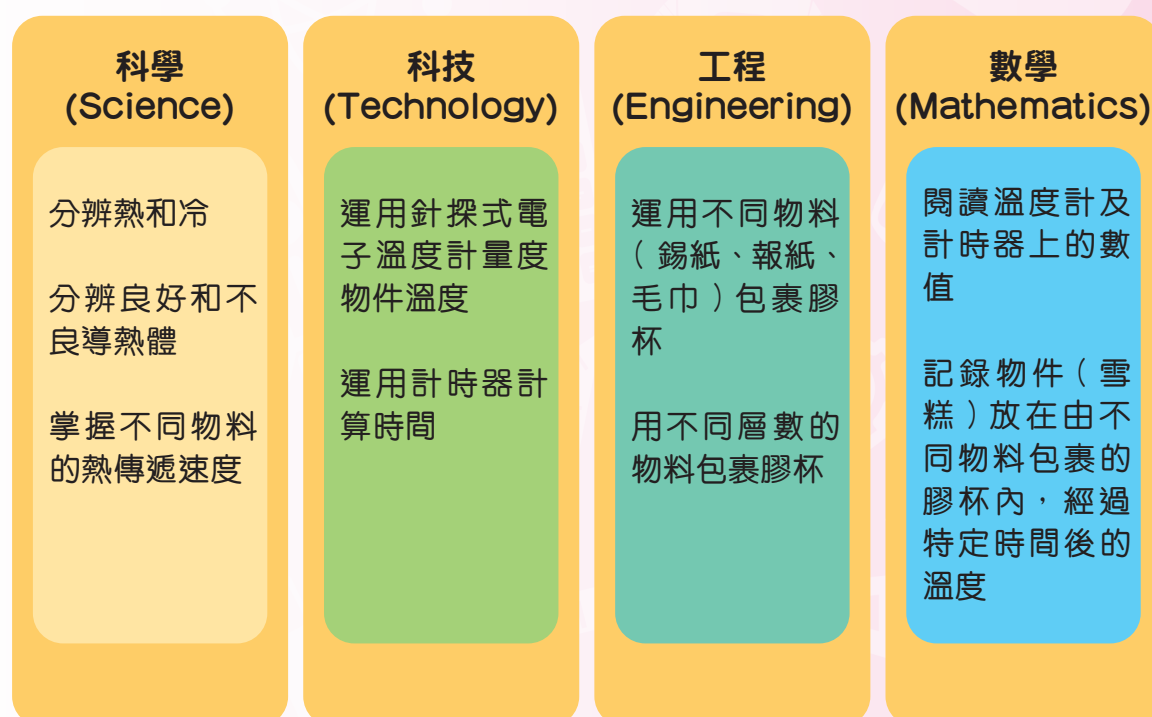 科學
(Science)
分辨熱和冷
分辨良好和不
良導熱體
掌握不同物料
的熱傳遞速度
科技
(Technology)
運用針探式電
子溫度計量度
物件溫度
運用計時器計
算時間
工程
(Engineering)
運用不同物料
（錫紙、報紙、
毛巾）包裹膠
杯
用不同層數的
物料包裹膠杯
數學
(Mathematics)
閱讀溫度計及
計時器上的數
值
記錄物件（雪
糕）放在由不
同物料包裹的
膠杯內，經過
特定時間後的
溫度